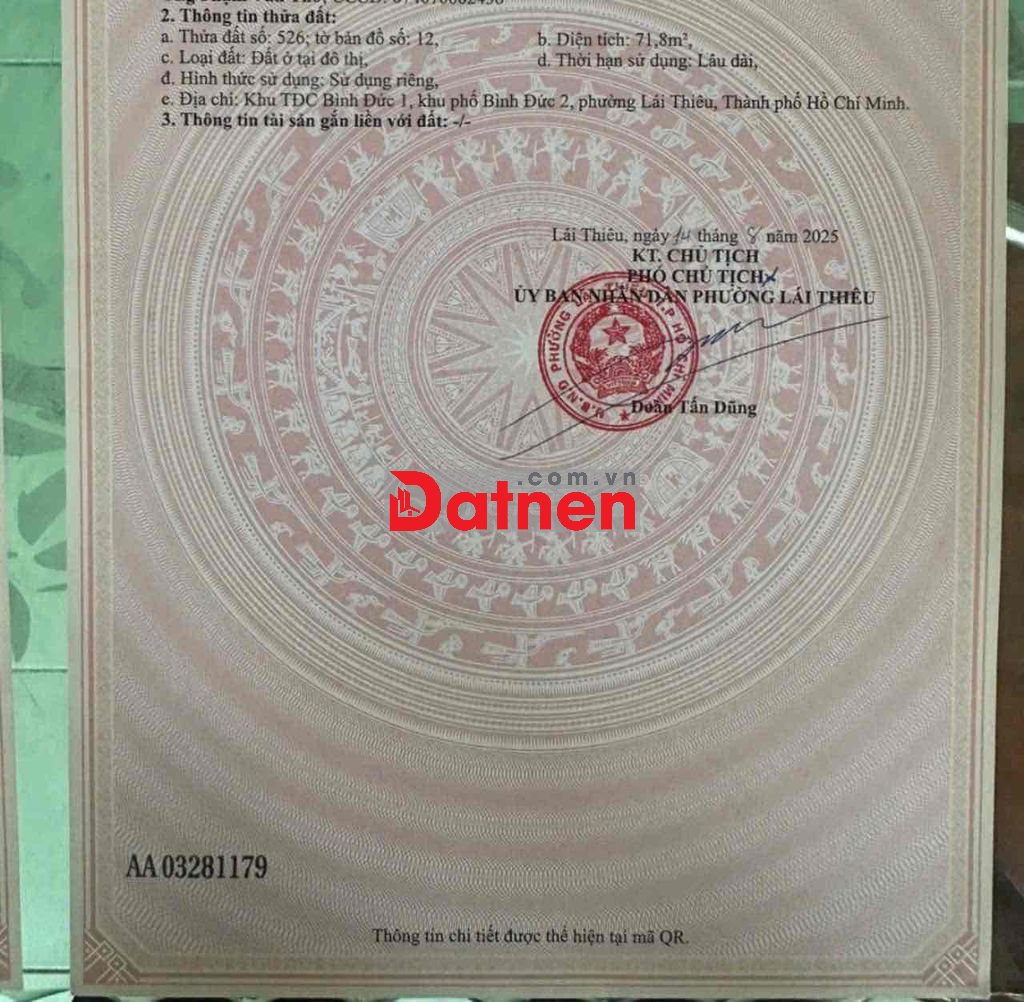 2. Thông tin thửa đất:
a. Thửa đất số: 526; tờ bản đồ số: 12, b. Diện tích: 71,8m²,
c. Loại đất: Đất ở tại đô thị, d. Thời hạn sử dụng: Lâu dài,
đ. Hình thức sử dụng: Sử dụng riêng,
e. Địa chỉ: Khu TĐC Bình Đức 1, khu phố Bình Đức 2, phường Lái Thiêu, Thành phố Hồ Chí Minh.
3. Thông tin tài sản gắn liền với đất: -/-
Lái Thiêu, ngày 14 tháng 8 năm 2025
KT. CHỦ TỊCH
PHÓ CHỦ TỊCH
ỦY BAN NHÂN DÂN PHƯỜNG LÁI THIÊU
Đoàn Tấn Dũng
.com.vn
Datnen
AA 03281179
Thông tin chi tiết được thể hiện tại mã QR.